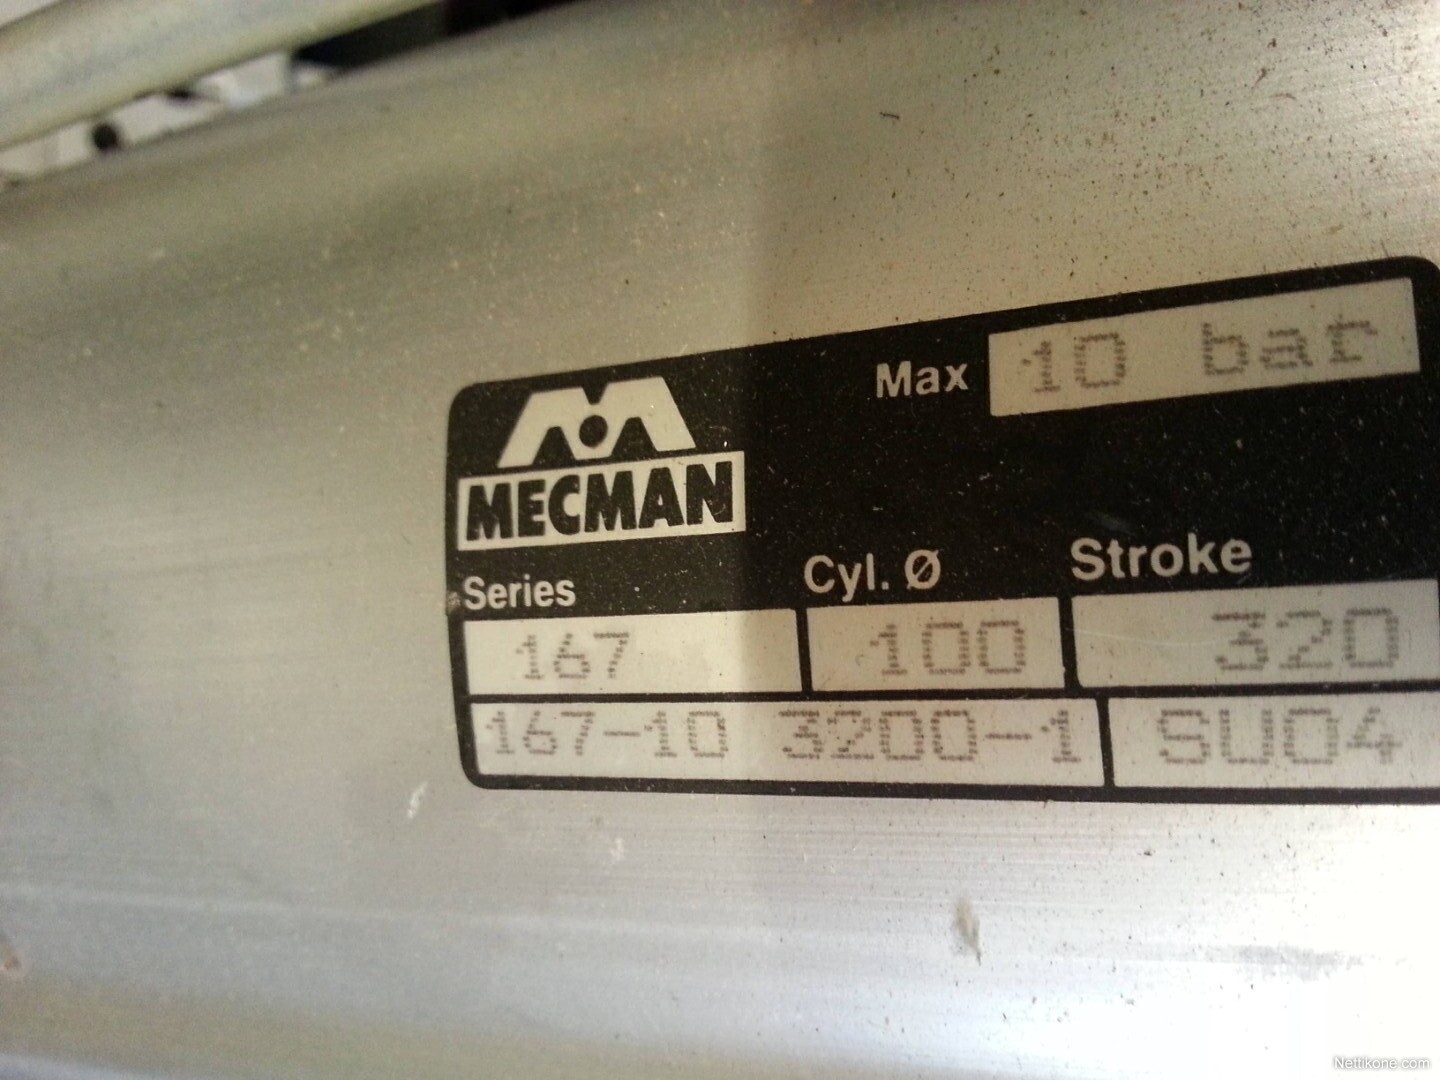 Max 10 bar
MECMAN
Series Cyl. Ø Stroke
167 100 320
167-10 3200-1 SU04
Nettikone.com